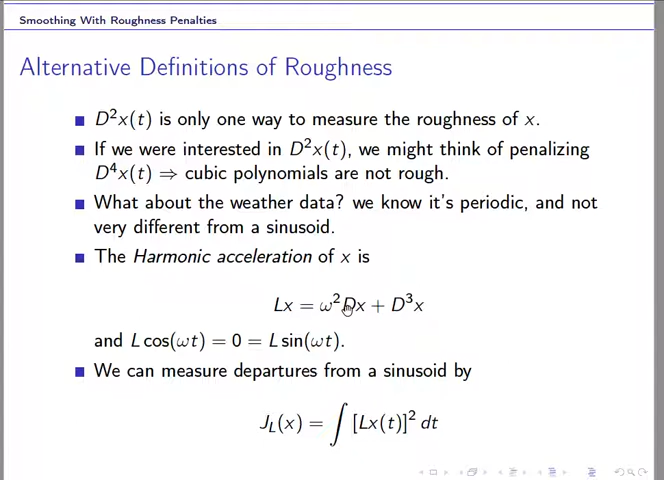 Smoothing With Roughness Penalties
Alternative Definitions of Roughness
■ D²x(t) is only one way to measure the roughness of x.
■ If we were interested in D²x(t), we might think of penalizing
D⁴x(t) ⇒ cubic polynomials are not rough.
■ What about the weather data? we know it's periodic, and not
very different from a sinusoid.
■ The Harmonic acceleration of x is
Lx = ω²Dx + D³x
and L cos(ωt) = 0 = L sin(ωt).
■ We can measure departures from a sinusoid by
J_L(x) = ∫ [Lx(t)]² dt